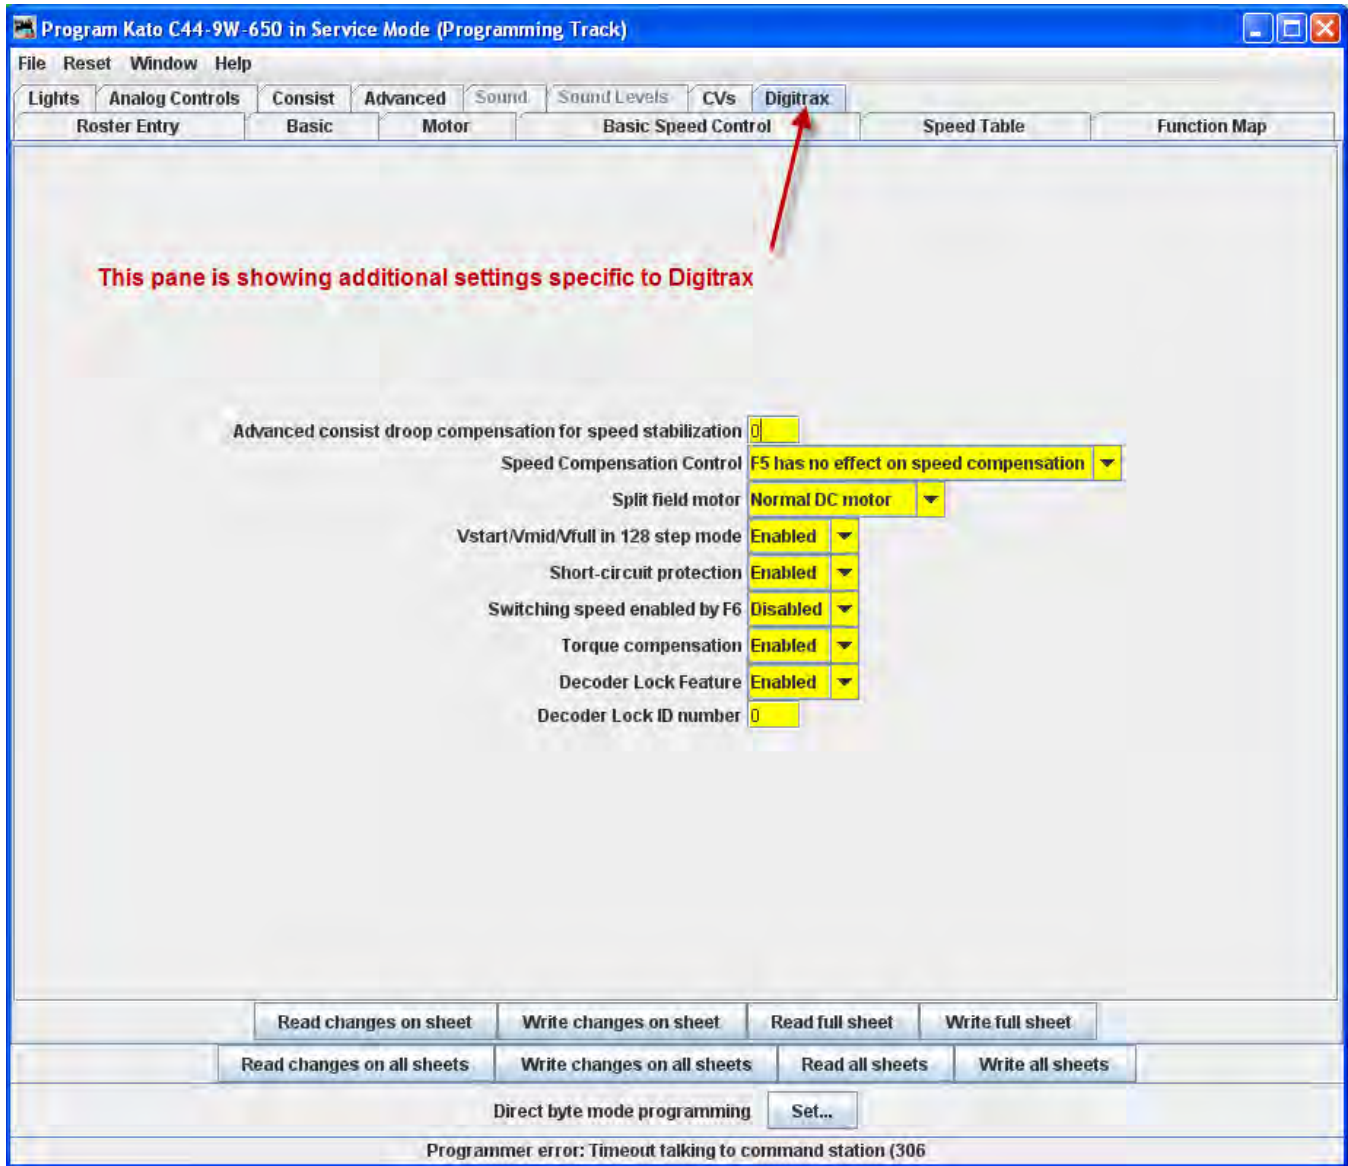 Program Kato C44-9W-650 in Service Mode (Programming Track)
File Reset Window Help
Lights Analog Controls Consist Advanced Sound Sound Levels CVs Digitrax
Roster Entry Basic Motor Basic Speed Control Speed Table Function Map
This pane is showing additional settings specific to Digitrax
Advanced consist droop compensation for speed stabilization 0
Speed Compensation Control F5 has no effect on speed compensation
Split field motor Normal DC motor
Vstart/Vmid/Vfull in 128 step mode Enabled
Short-circuit protection Enabled
Switching speed enabled by F6 Disabled
Torque compensation Enabled
Decoder Lock Feature Enabled
Decoder Lock ID number 0
Read changes on sheet Write changes on sheet Read full sheet Write full sheet
Read changes on all sheets Write changes on all sheets Read all sheets Write all sheets
Direct byte mode programming Set...
Programmer error: Timeout talking to command station (306